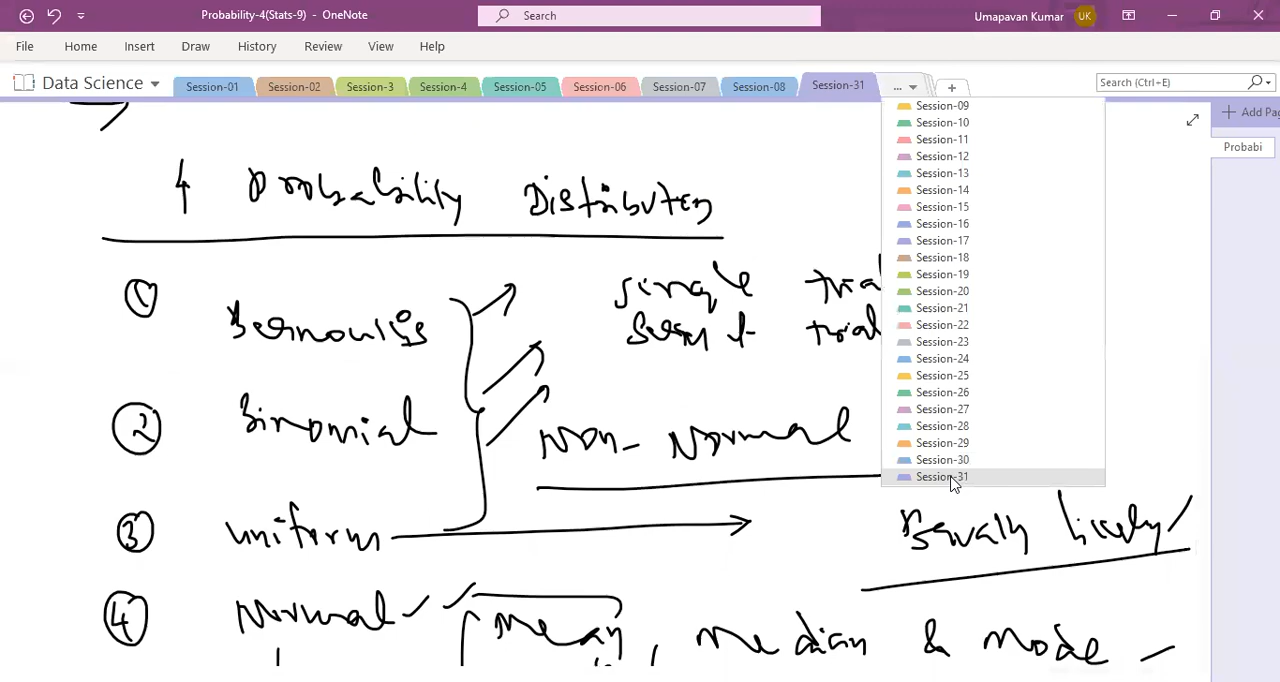 Probability-4(Stats-9) - OneNote
Search
Umapavan Kumar UK
File Home Insert Draw History Review View Help
Data Science Session-01 Session-02 Session-3 Session-4 Session-05 Session-06 Session-07 Session-08 Session-31 ... + Search (Ctrl+E)
Add Pag
Probabi
Session-09
Session-10
Session-11
Session-12
Session-13
Session-14
Session-15
Session-16
Session-17
Session-18
Session-19
Session-20
Session-21
Session-22
Session-23
Session-24
Session-25
Session-26
Session-27
Session-28
Session-29
Session-30
Session-31
4 Probability Distribution
① Bernoulis single trial
trial
② Binomial Non-Normal
③ uniform Equally likely
④ Normal Mean, median & mode -